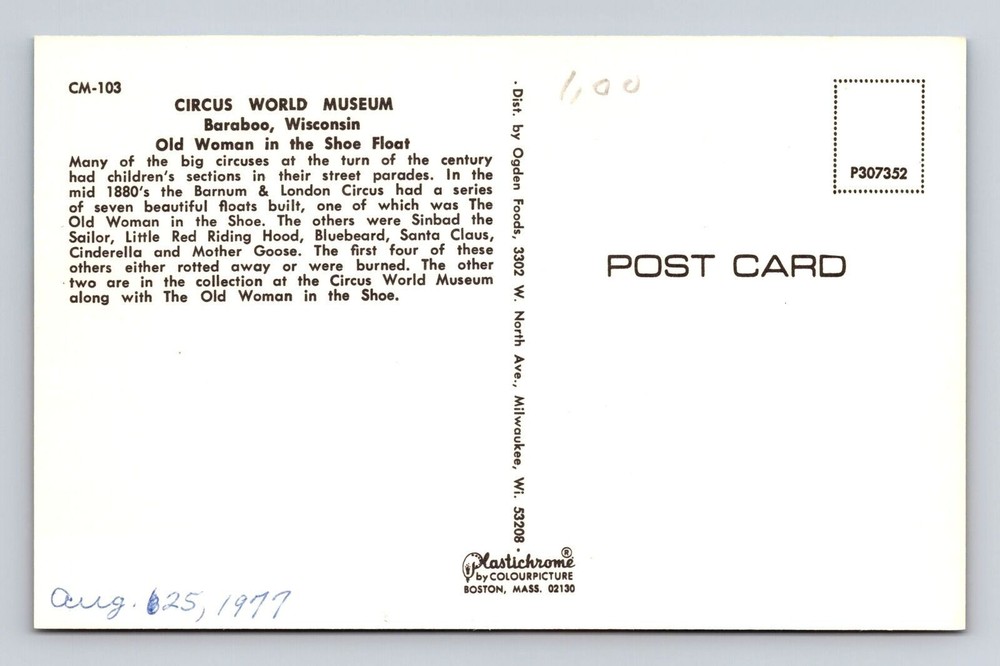 CM-103
CIRCUS WORLD MUSEUM
Baraboo, Wisconsin
Old Woman in the Shoe Float
Many of the big circuses at the turn of the century
had children's sections in their street parades. In the
mid 1880's the Barnum & London Circus had a series
of seven beautiful floats built, one of which was The
Old Woman in the Shoe. The others were Sinbad the
Sailor, Little Red Riding Hood, Bluebeard, Santa Claus,
Cinderella and Mother Goose. The first four of these
others either rotted away or were burned. The other
two are in the collection at the Circus World Museum
along with The Old Woman in the Shoe.
Aug. 25, 1977
Dist. by Ogden Foods, 3302 W. North Ave., Milwaukee, Wi. 53208
Plastichrome®
by COLOURPICTURE
BOSTON, MASS. 02130
1,00
P307352
POST CARD